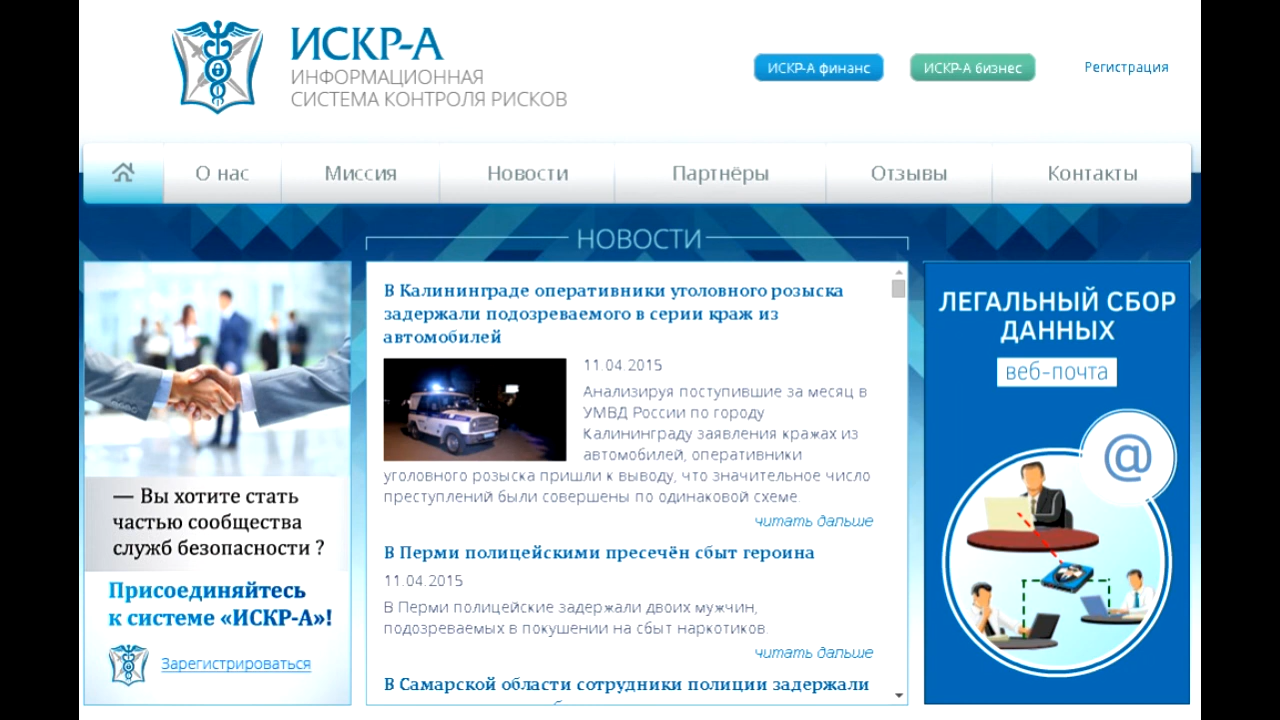 ИСКР-А
ИНФОРМАЦИОННАЯ
СИСТЕМА КОНТРОЛЯ РИСКОВ
ИСКР-А финанс
ИСКР-А бизнес
Регистрация
О нас
Миссия
Новости
Партнёры
Отзывы
Контакты
— Вы хотите стать
частью сообщества
служб безопасности ?
Присоединяйтесь
к системе «ИСКР-А»!
Зарегистрироваться
НОВОСТИ
В Калининграде оперативники уголовного розыска
задержали подозреваемого в серии краж из
автомобилей
11.04.2015
Анализируя поступившие за месяц в
УМВД России по городу
Калининграду заявления кражах из
автомобилей, оперативники
уголовного розыска пришли к выводу, что значительное число
преступлений были совершены по одинаковой схеме.
читать дальше
В Перми полицейскими пресечён сбыт героина
11.04.2015
В Перми полицейские задержали двоих мужчин,
подозреваемых в покушении на сбыт наркотиков.
читать дальше
В Самарской области сотрудники полиции задержали
ЛЕГАЛЬНЫЙ СБОР
ДАННЫХ
веб-почта
@